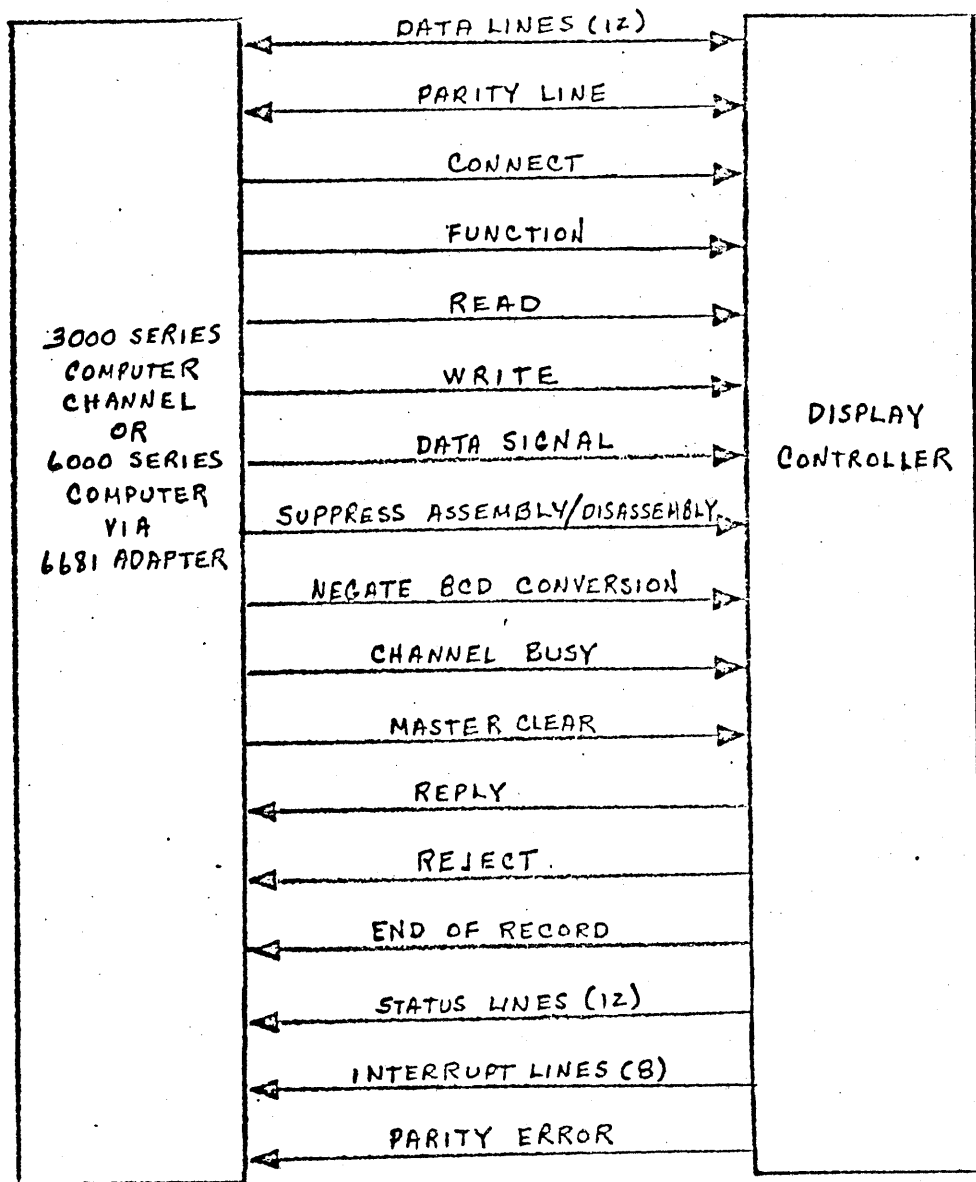 DATA LINES (12)
PARITY LINE
CONNECT
FUNCTION
READ
3000 SERIES
COMPUTER
CHANNEL
OR
6000 SERIES
COMPUTER
VIA
6681 ADAPTER
WRITE
DATA SIGNAL
SUPPRESS ASSEMBLY/DISASSEMBLY
NEGATE BCD CONVERSION
CHANNEL BUSY
MASTER CLEAR
REPLY
REJECT
END OF RECORD
STATUS LINES (12)
INTERRUPT LINES (8)
PARITY ERROR
DISPLAY
CONTROLLER